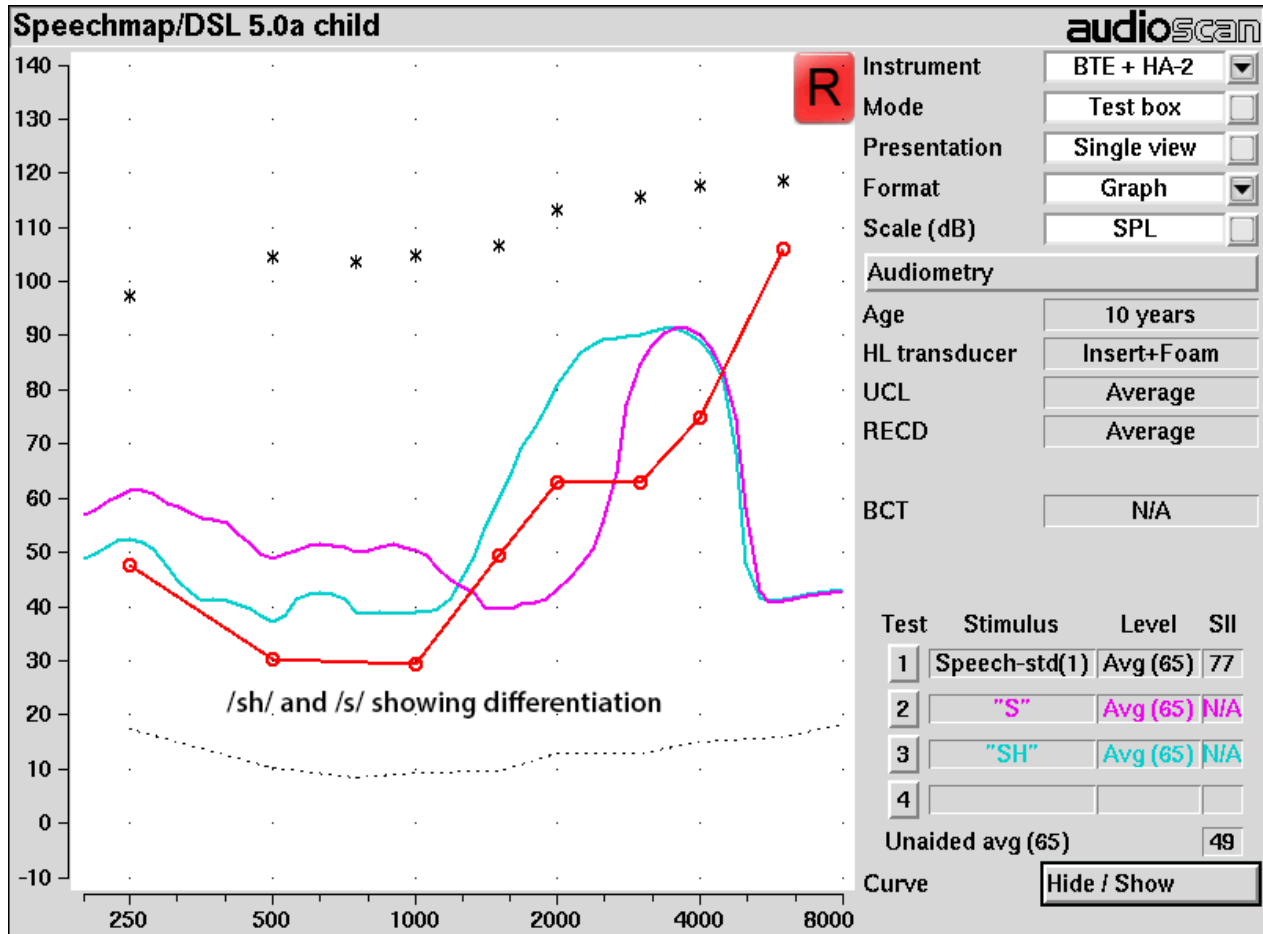 Speechmap/DSL 5.0a child
audioscan
140
130
120
110
100
90
80
70
60
50
40
30
20
10
0
-10
250 500 1000 2000 4000 8000
R
/sh/ and /s/ showing differentiation
Instrument BTE + HA-2
Mode Test box
Presentation Single view
Format Graph
Scale (dB) SPL
Audiometry
Age 10 years
HL transducer Insert+Foam
UCL Average
RECD Average
BCT N/A
Test Stimulus Level SII
1 Speech-std(1) Avg (65) 77
2 "S" Avg (65) N/A
3 "SH" Avg (65) N/A
4
Unaided avg (65) 49
Curve Hide / Show